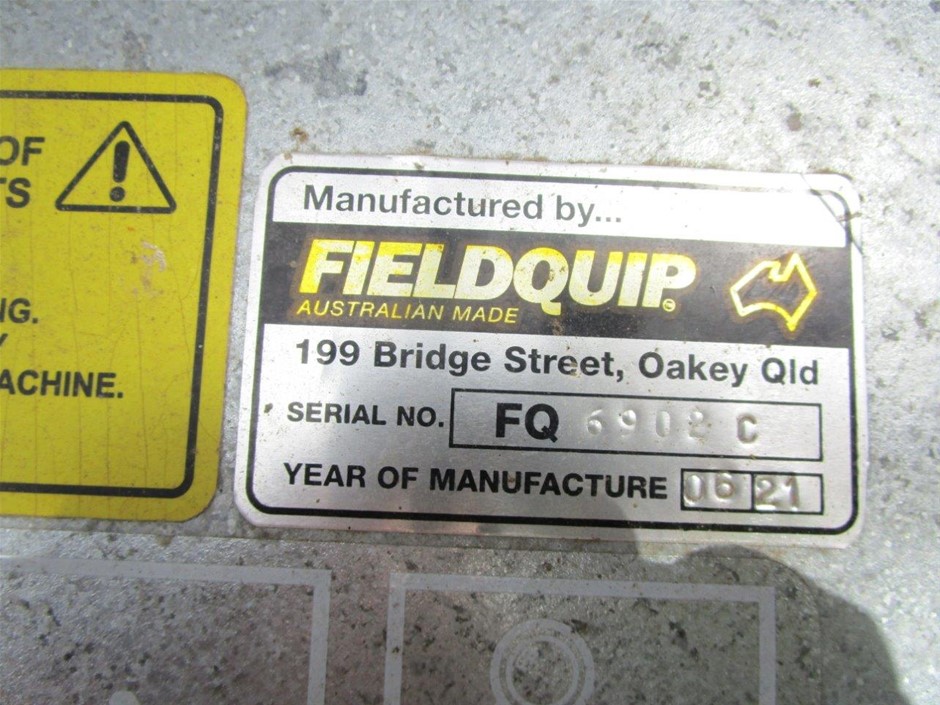 OF
TS
NG.
Y
ACHINE.
Manufactured by...
FIELDQUIP
AUSTRALIAN MADE
199 Bridge Street, Oakey Qld
SERIAL NO. FQ C
YEAR OF MANUFACTURE 06 21